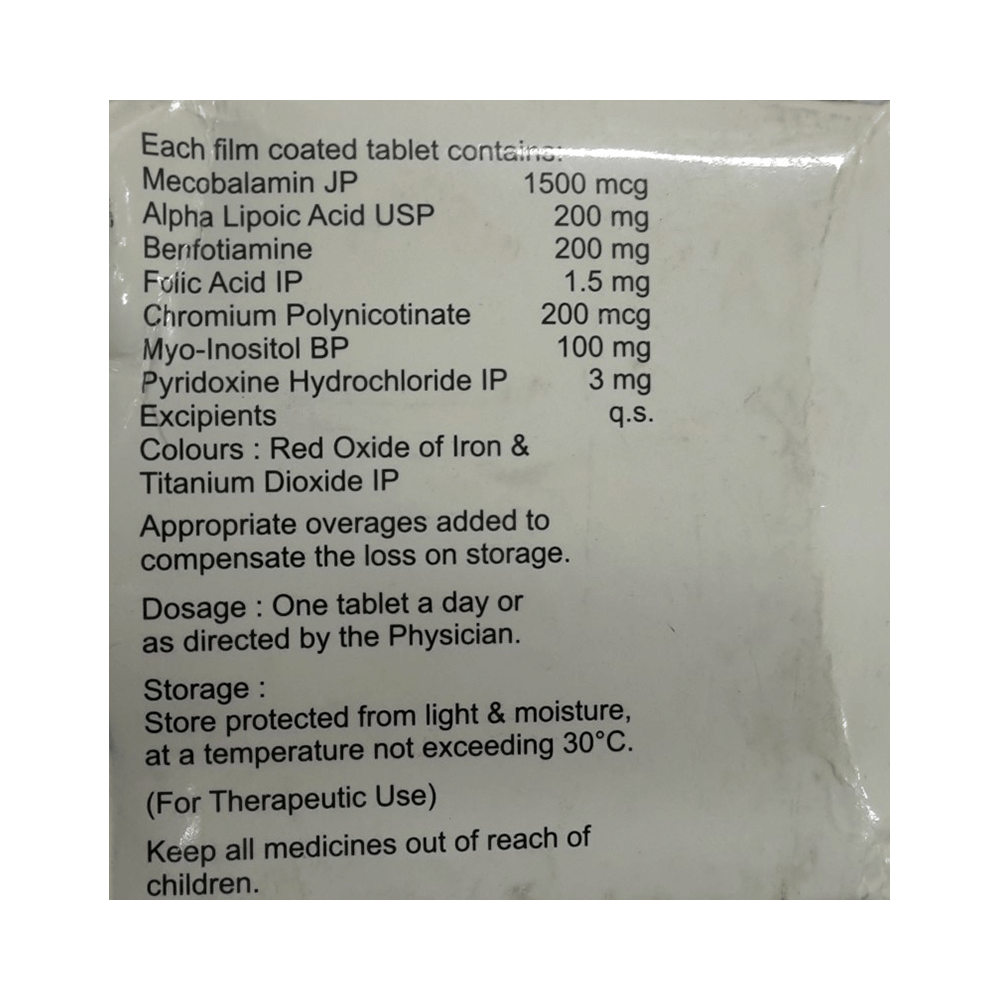 Each film coated tablet contains:
Mecobalamin JP 1500 mcg
Alpha Lipoic Acid USP 200 mg
Benfotiamine 200 mg
Folic Acid IP 1.5 mg
Chromium Polynicotinate 200 mcg
Myo-Inositol BP 100 mg
Pyridoxine Hydrochloride IP 3 mg
Excipients q.s.
Colours : Red Oxide of Iron &
Titanium Dioxide IP
Appropriate overages added to
compensate the loss on storage.
Dosage : One tablet a day or
as directed by the Physician.
Storage :
Store protected from light & moisture,
at a temperature not exceeding 30°C.
(For Therapeutic Use)
Keep all medicines out of reach of
children.